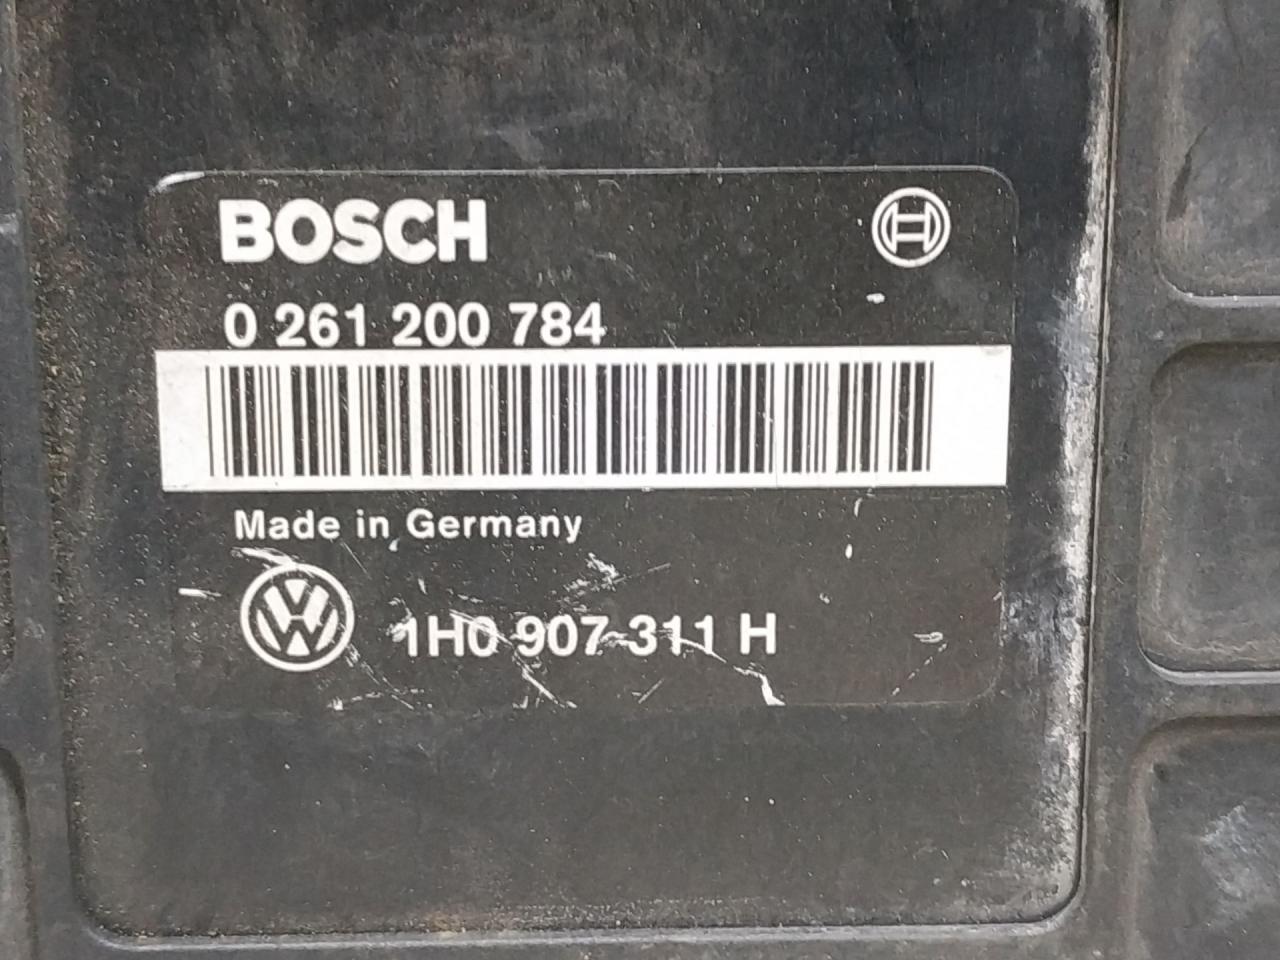 BOSCH
0 261 200 784
Made in Germany
1H0 907 311 H